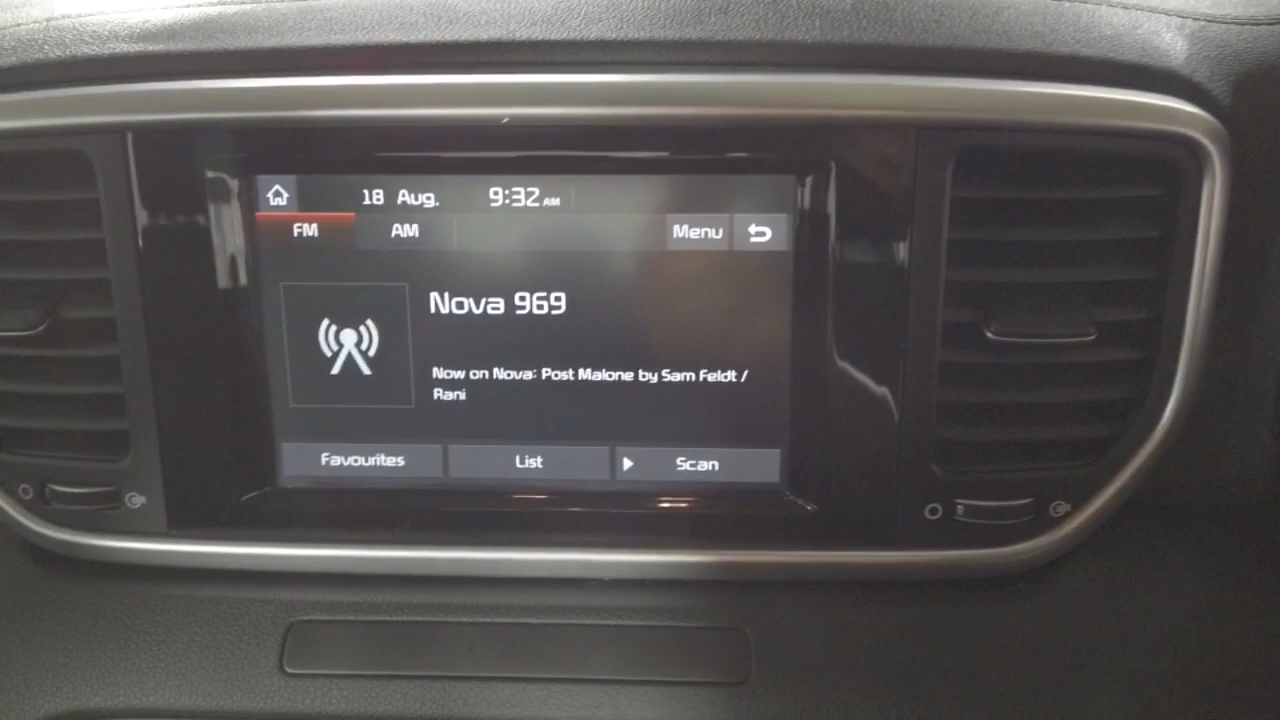 18 Aug. 9:32 AM
FM AM Menu
Nova 969
Now on Nova: Post Malone by Sam Feldt /
Rani
Favourites List Scan